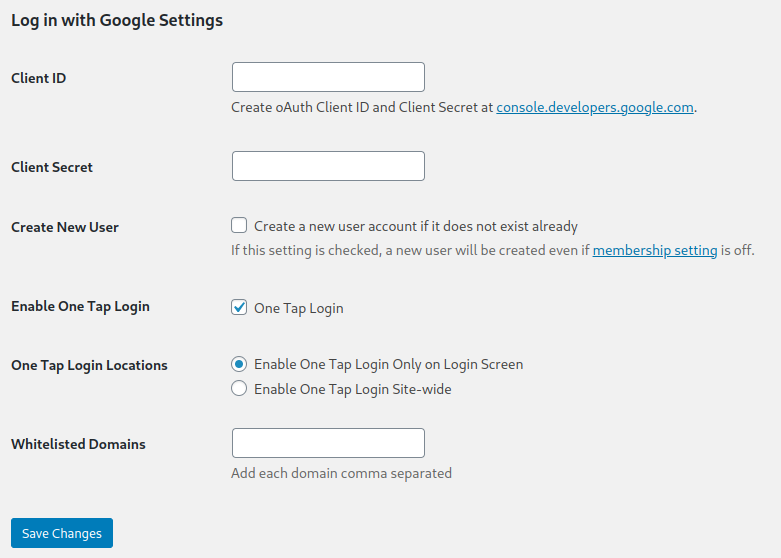 Log in with Google Settings
Client ID
Create oAuth Client ID and Client Secret at console.developers.google.com.
Client Secret
Create New User
Create a new user account if it does not exist already
If this setting is checked, a new user will be created even if membership setting is off.
Enable One Tap Login
One Tap Login
One Tap Login Locations
Enable One Tap Login Only on Login Screen
Enable One Tap Login Site-wide
Whitelisted Domains
Add each domain comma separated
Save Changes